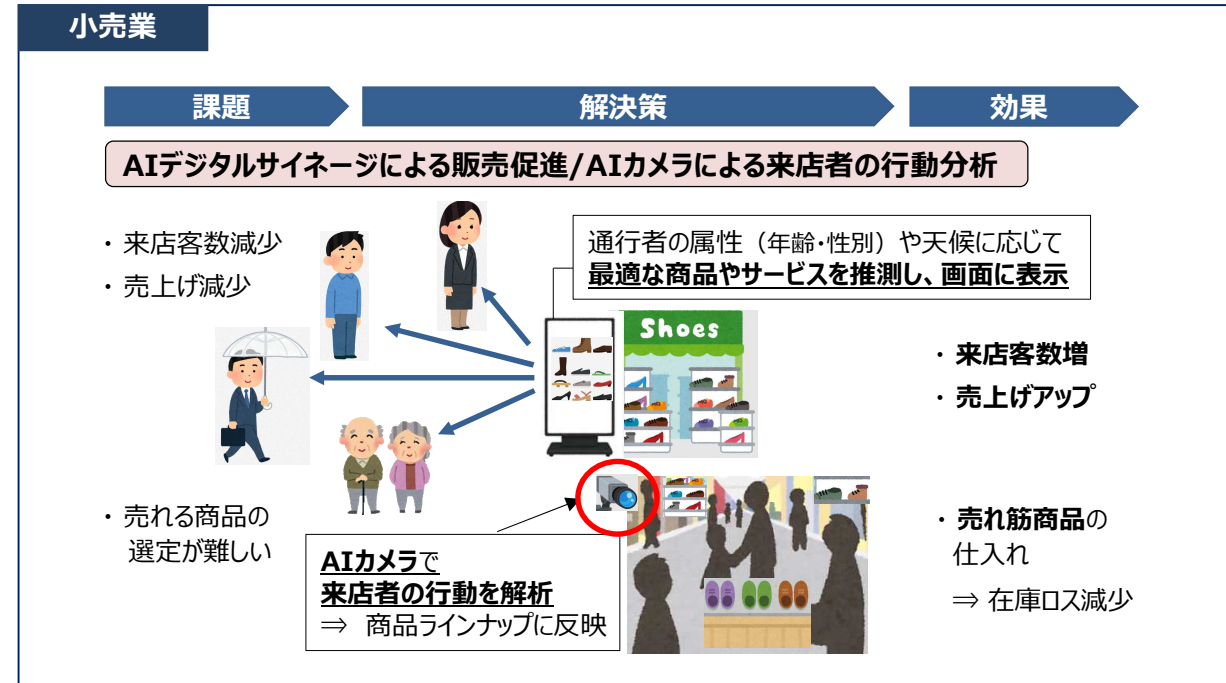 小売業
課題
解決策
効果
AIデジタルサイネージによる販売促進/AIカメラによる来店者の行動分析
・来店客数減少
・売上げ減少
通行者の属性（年齢・性別）や天候に応じて
最適な商品やサービスを推測し、画面に表示
Shoes
・来店客数増
・売上げアップ
・売れる商品の
選定が難しい
AIカメラで
来店者の行動を解析
⇒ 商品ラインナップに反映
・売れ筋商品の
仕入れ
⇒ 在庫ロス減少